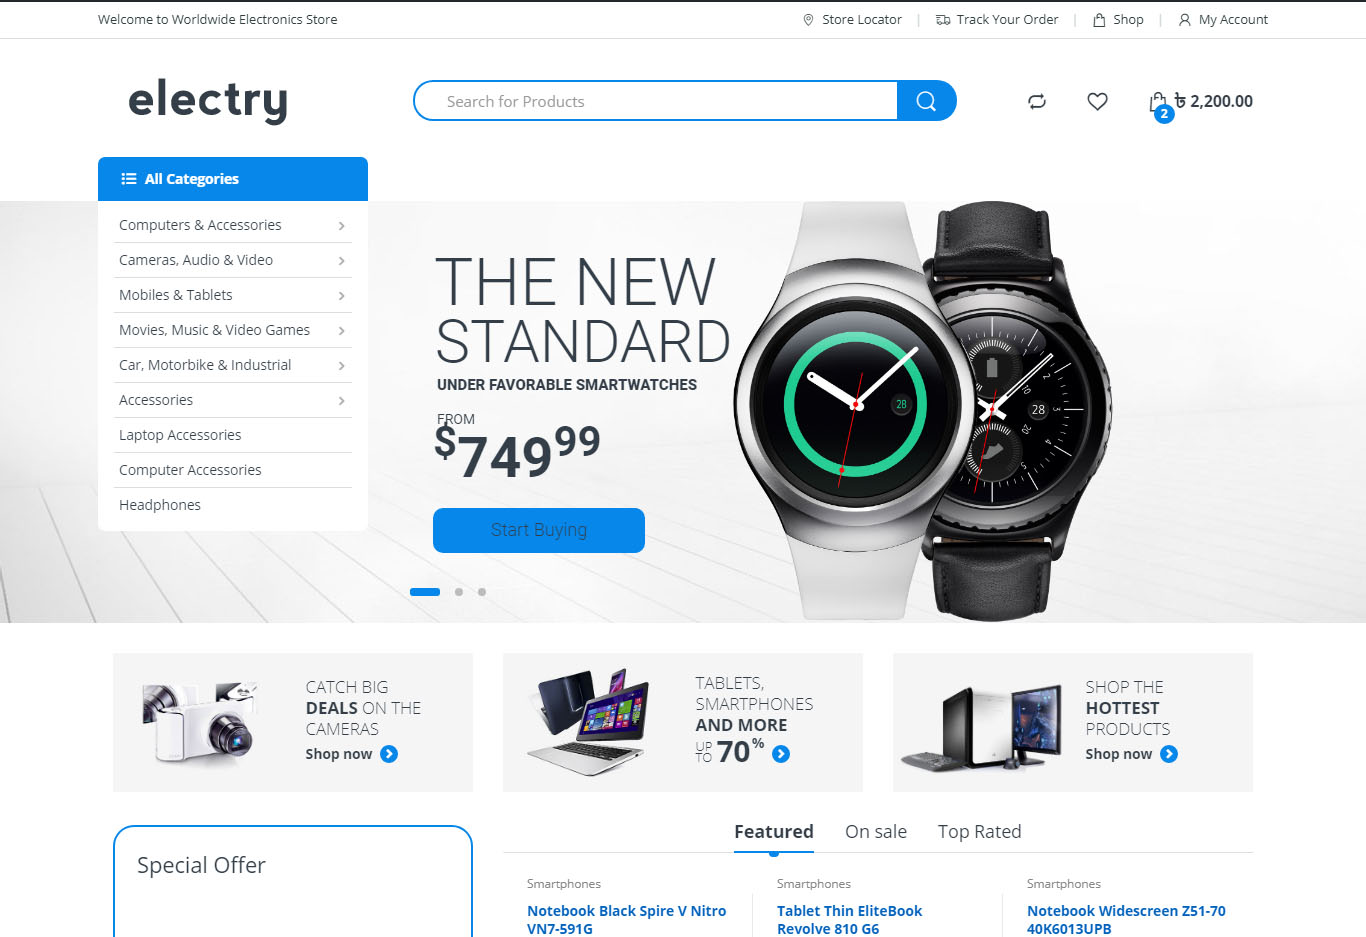 Welcome to Worldwide Electronics Store
Store Locator
Track Your Order
Shop
My Account
electry
Search for Products
2
৳ 2,200.00
All Categories
Computers & Accessories
Cameras, Audio & Video
Mobiles & Tablets
Movies, Music & Video Games
Car, Motorbike & Industrial
Accessories
Laptop Accessories
Computer Accessories
Headphones
THE NEW
STANDARD
UNDER FAVORABLE SMARTWATCHES
FROM
$749 99
Start Buying
28
28
CATCH BIG
DEALS ON THE
CAMERAS
Shop now
TABLETS,
SMARTPHONES
AND MORE
UP TO 70%
SHOP THE
HOTTEST
PRODUCTS
Shop now
Special Offer
Featured
On sale
Top Rated
Smartphones
Notebook Black Spire V Nitro
VN7-591G
Smartphones
Tablet Thin EliteBook
Revolve 810 G6
Smartphones
Notebook Widescreen Z51-70
40K6013UPB